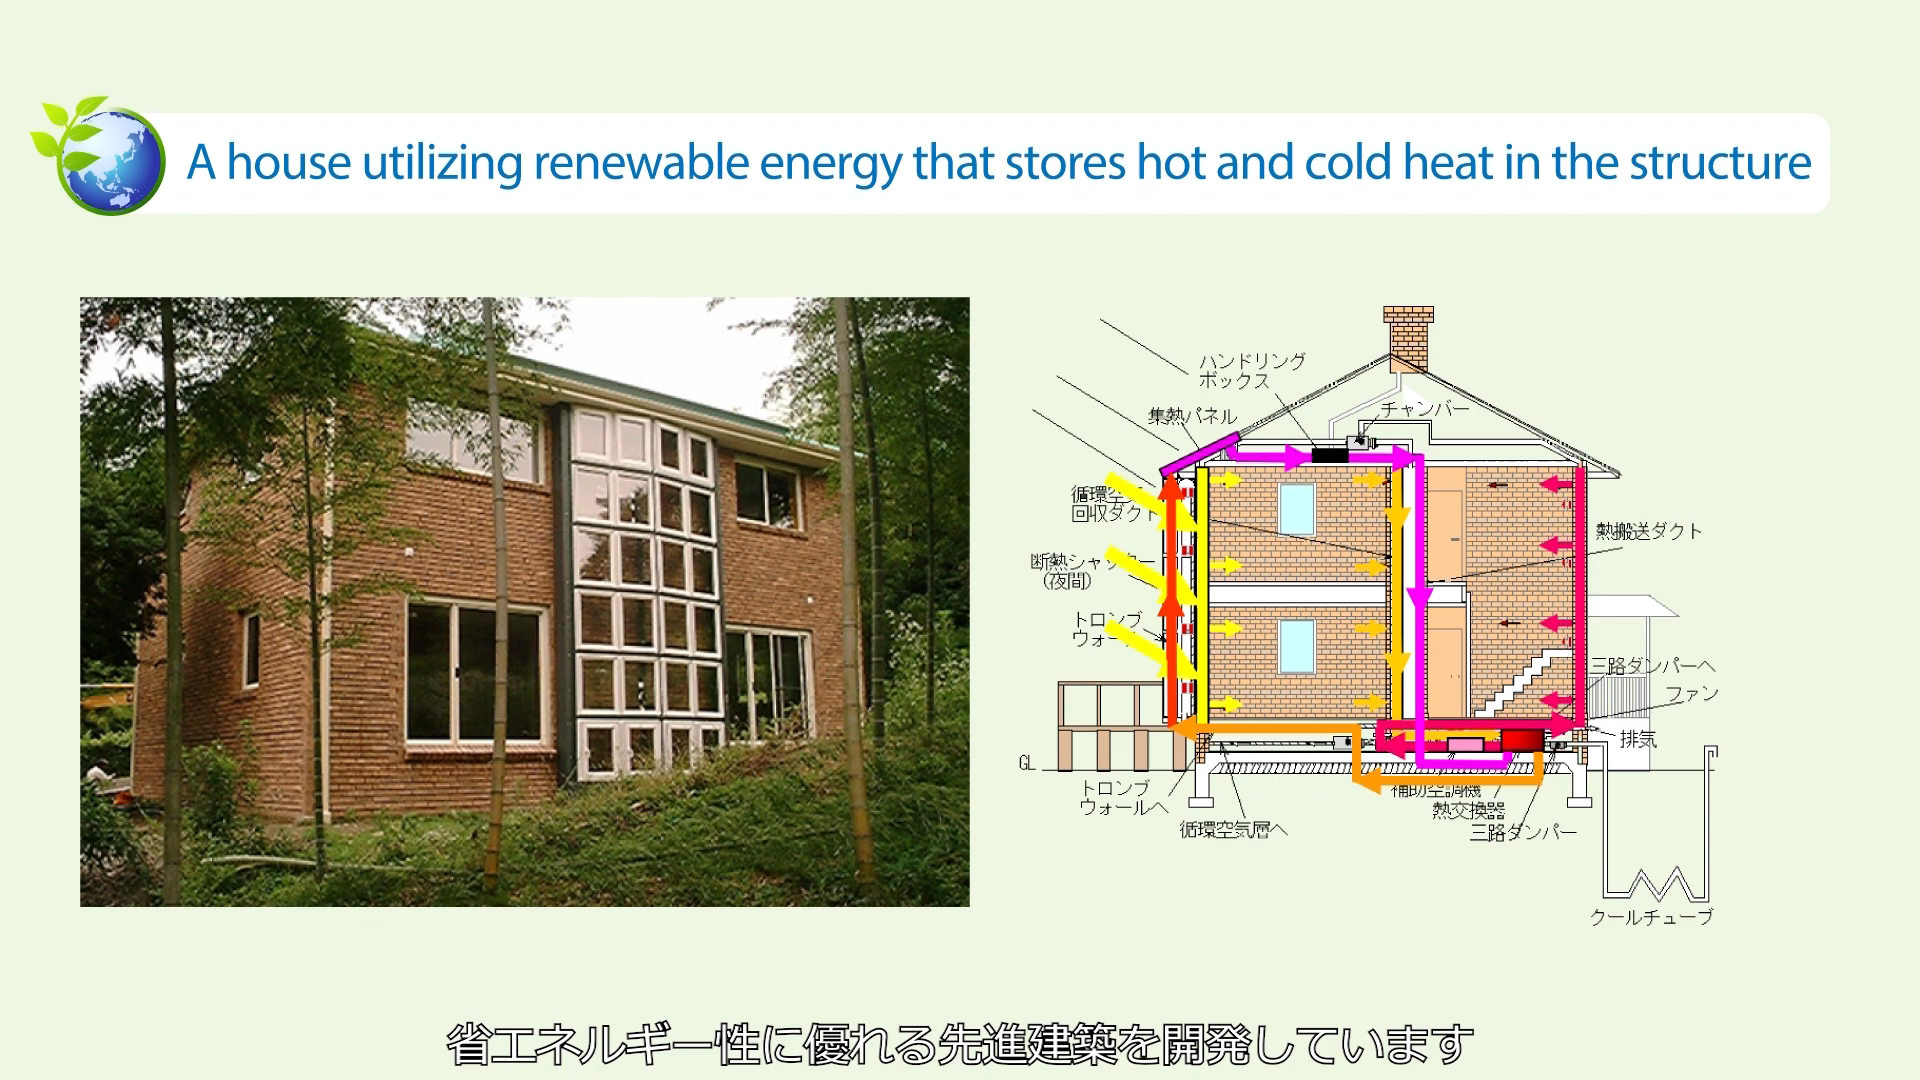 A house utilizing renewable energy that stores hot and cold heat in the structure
ハンドリング
ボックス
チャンバー
集熱パネル
循環空
回収ダクト
熱搬送ダクト
断熱シャッター
(夜間)
トロンブ
ウォー
三路ダンパーへ
ファン
排気
GL
トロンブ
ウォールへ
循環空気層へ
補助空調機
熱交換器
三路ダンパー
クールチューブ
省エネルギー性に優れる先進建築を開発しています